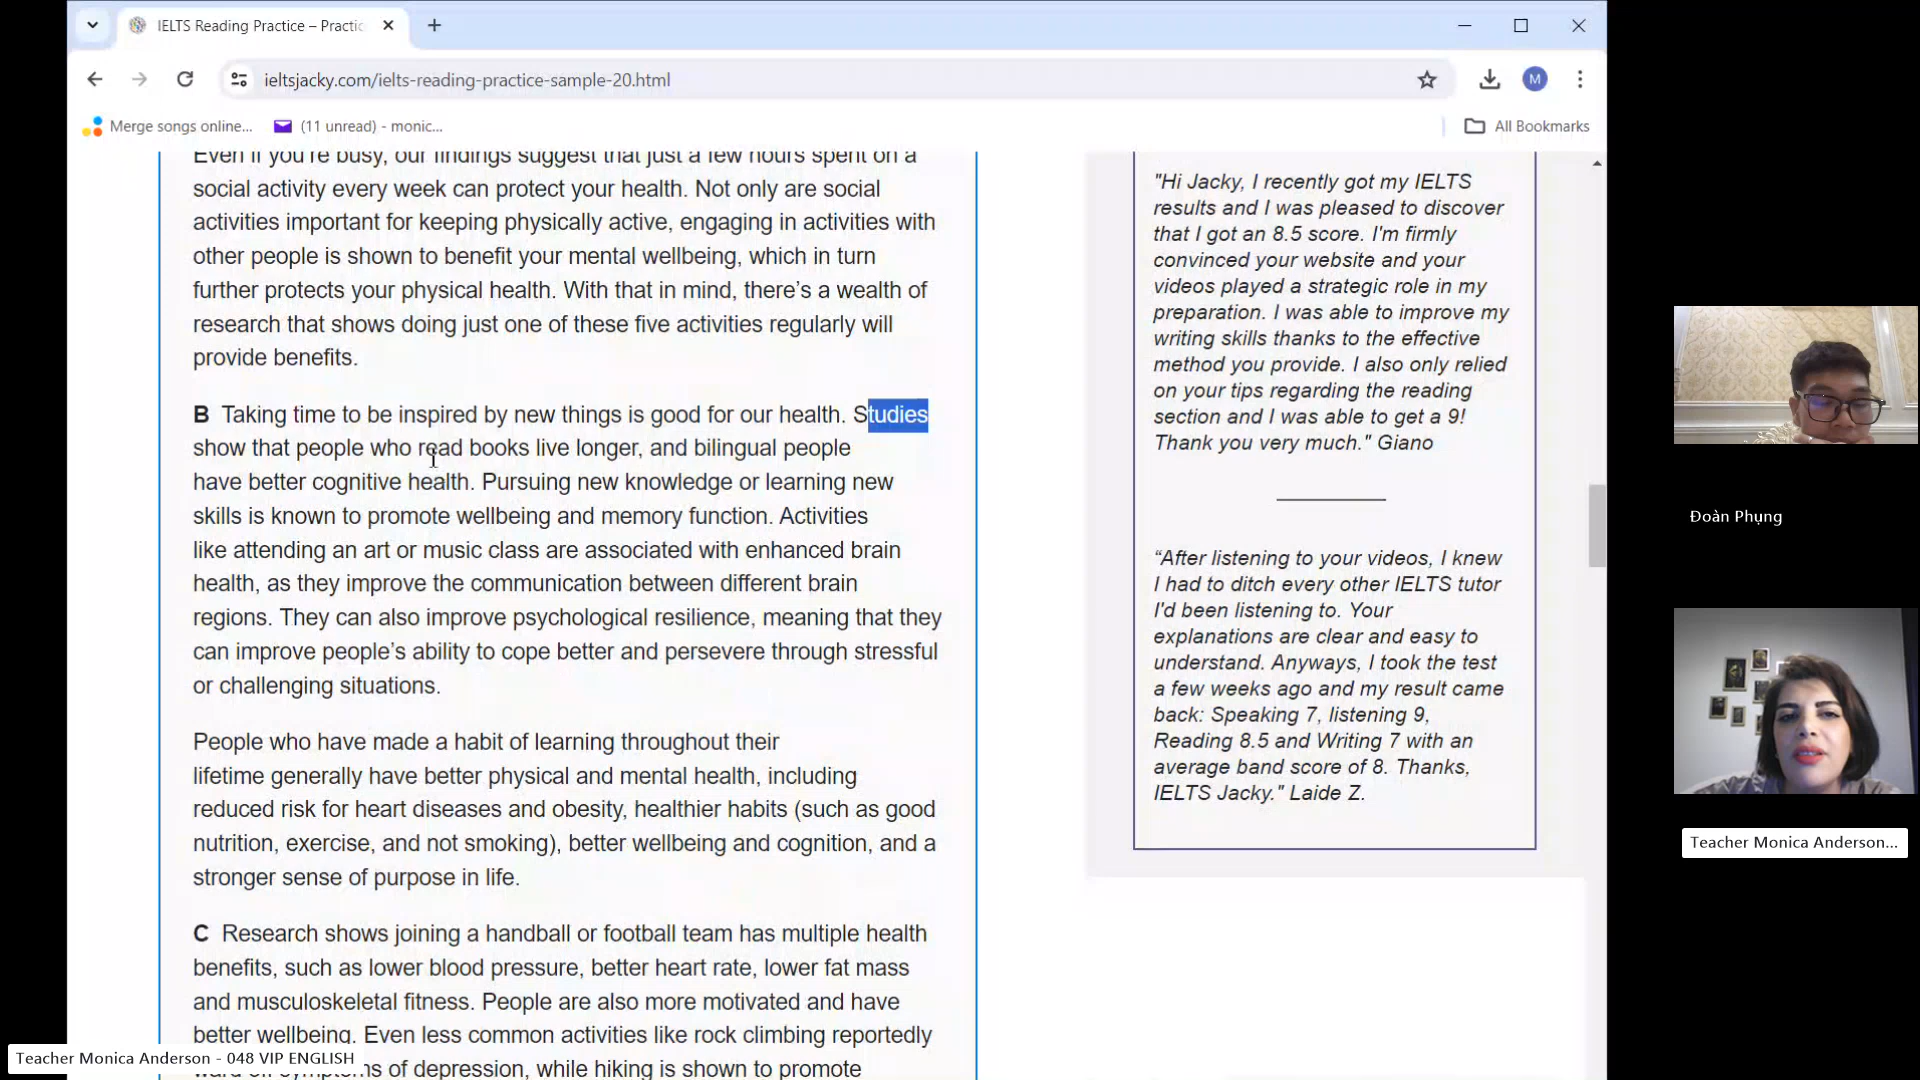 IELTS Reading Practice – Practic
ieltsjacky.com/ielts-reading-practice-sample-20.html
M
Merge songs online...
(11 unread) - monic...
All Bookmarks
Even if you're busy, our findings suggest that just a few hours spent on a
social activity every week can protect your health. Not only are social
activities important for keeping physically active, engaging in activities with
other people is shown to benefit your mental wellbeing, which in turn
further protects your physical health. With that in mind, there's a wealth of
research that shows doing just one of these five activities regularly will
provide benefits.
B Taking time to be inspired by new things is good for our health. Studies
show that people who read books live longer, and bilingual people
have better cognitive health. Pursuing new knowledge or learning new
skills is known to promote wellbeing and memory function. Activities
like attending an art or music class are associated with enhanced brain
health, as they improve the communication between different brain
regions. They can also improve psychological resilience, meaning that they
can improve people's ability to cope better and persevere through stressful
or challenging situations.
People who have made a habit of learning throughout their
lifetime generally have better physical and mental health, including
reduced risk for heart diseases and obesity, healthier habits (such as good
nutrition, exercise, and not smoking), better wellbeing and cognition, and a
stronger sense of purpose in life.
C Research shows joining a handball or football team has multiple health
benefits, such as lower blood pressure, better heart rate, lower fat mass
and musculoskeletal fitness. People are also more motivated and have
better wellbeing. Even less common activities like rock climbing reportedly
ward off symptoms of depression, while hiking is shown to promote
"Hi Jacky, I recently got my IELTS
results and I was pleased to discover
that I got an 8.5 score. I'm firmly
convinced your website and your
videos played a strategic role in my
preparation. I was able to improve my
writing skills thanks to the effective
method you provide. I also only relied
on your tips regarding the reading
section and I was able to get a 9!
Thank you very much." Giano
“After listening to your videos, I knew
I had to ditch every other IELTS tutor
I'd been listening to. Your
explanations are clear and easy to
understand. Anyways, I took the test
a few weeks ago and my result came
back: Speaking 7, listening 9,
Reading 8.5 and Writing 7 with an
average band score of 8. Thanks,
IELTS Jacky." Laide Z.
Đoàn Phụng
Teacher Monica Anderson...
Teacher Monica Anderson - 048 VIP ENGLISH